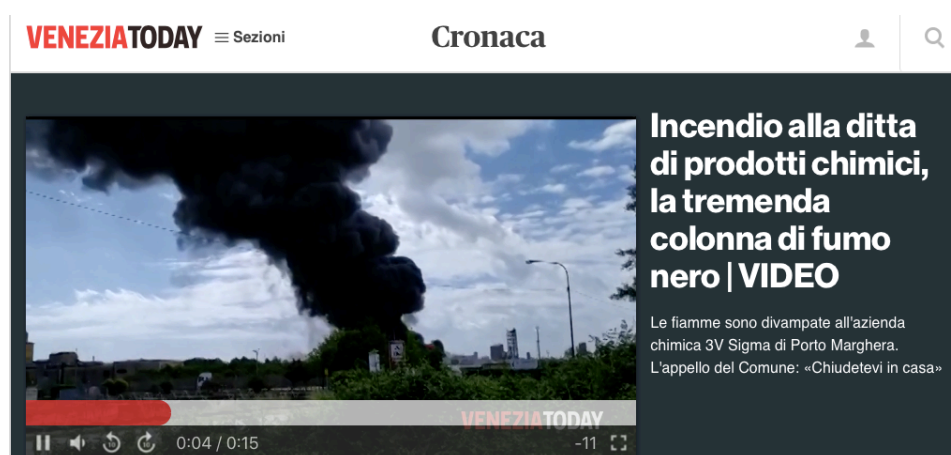 VENEZIATODAY
Sezioni
Cronaca
Incendio alla ditta
di prodotti chimici,
la tremenda
colonna di fumo
nero | VIDEO
Le fiamme sono divampate all'azienda
chimica 3V Sigma di Porto Marghera.
L'appello del Comune: «Chiudetevi in casa»
VENEZIATODAY
10 10 0:04 / 0:15 -11